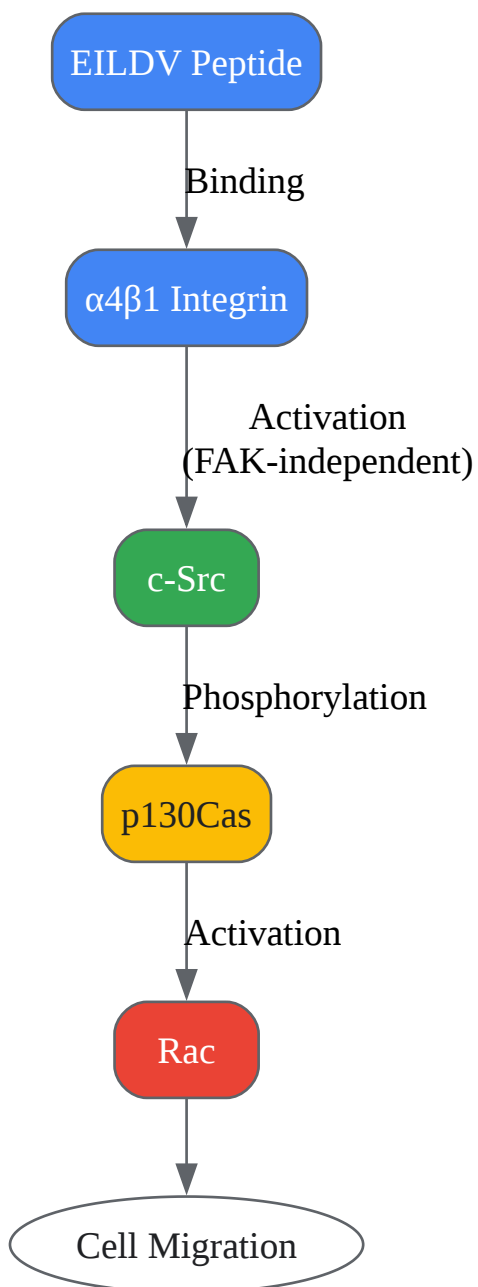 EILDV Peptide
Binding
α4β1 Integrin
Activation
(FAK-independent)
c-Src
Phosphorylation
p130Cas
Activation
Rac
Cell Migration